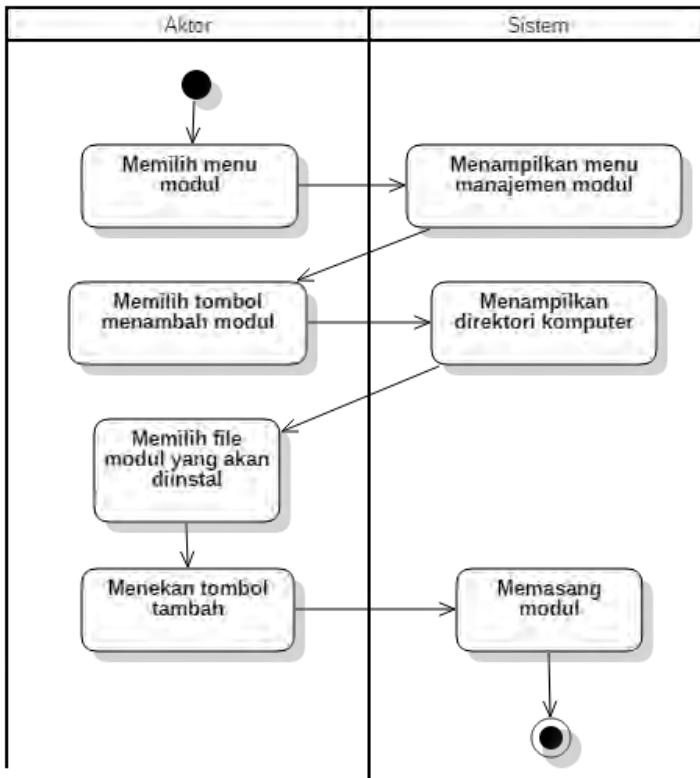 Aktor
Sistem
Memilih menu
modul
Menampilkan menu
manajemen modul
Memilih tombol
menambah modul
Menampilkan
direktori komputer
Memilih file
modul yang akan
diinstal
Menekan tombol
tambah
Memasang
modul